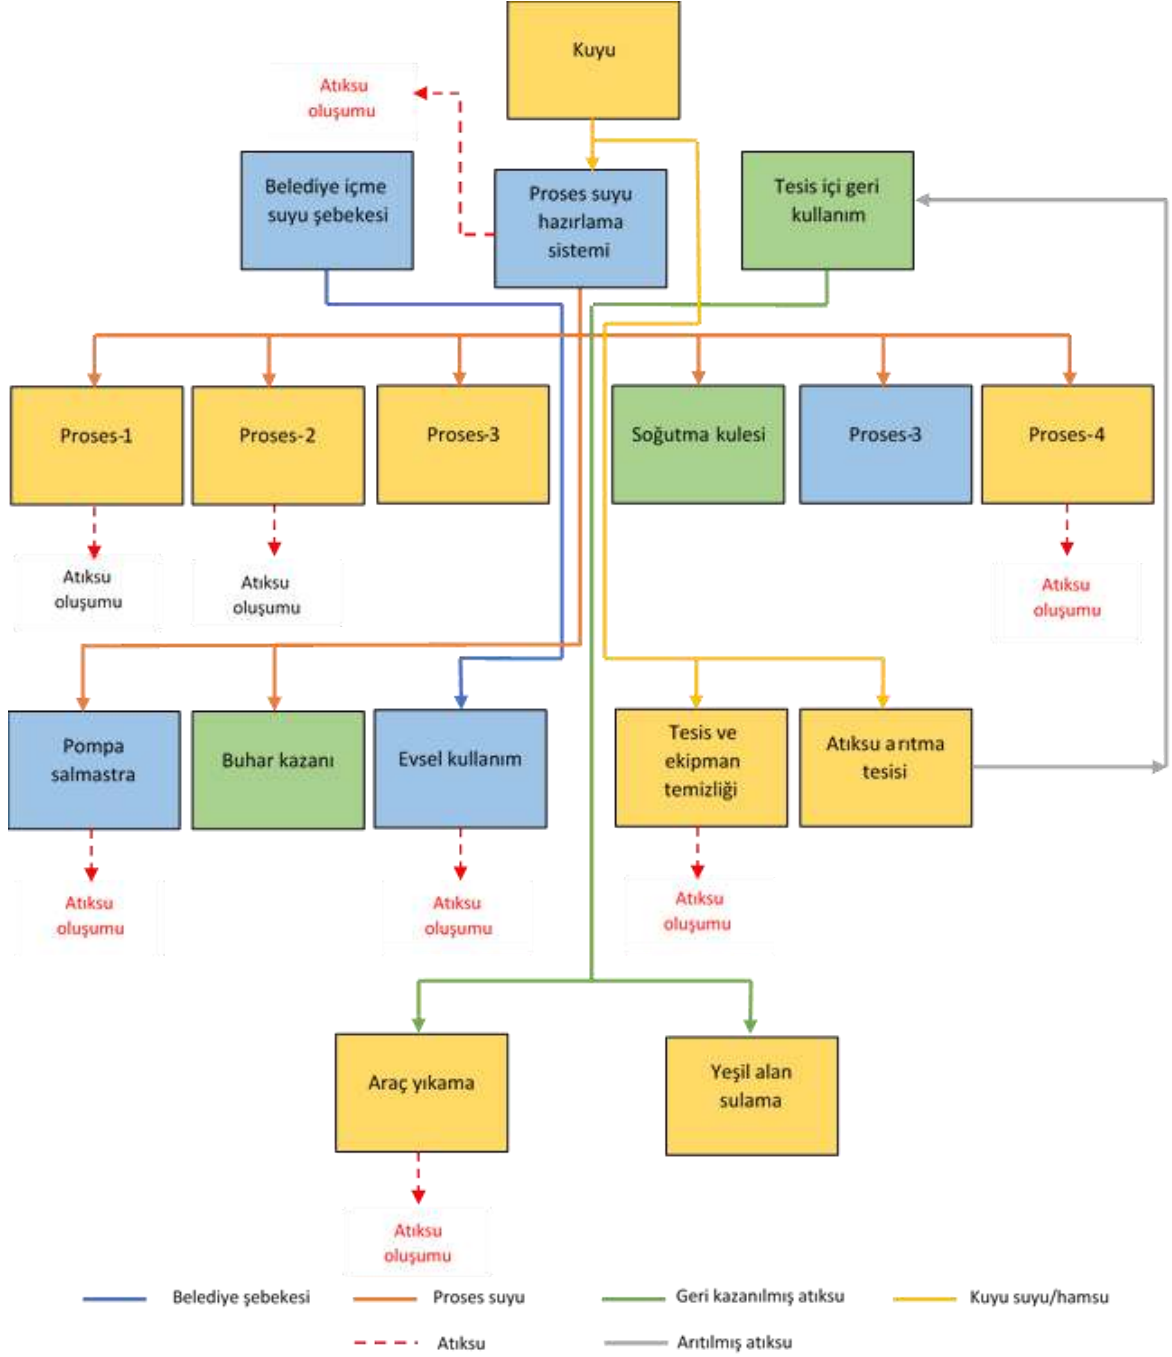 Kuyu
Atıksu
oluşumu
Belediye içme
suyu şebekesi
Proses suyu
hazırlama
sistemi
Tesis içi geri
kullanım
Proses-1
Proses-2
Proses-3
Soğutma kulesi
Proses-3
Proses-4
Atıksu
oluşumu
Atıksu
oluşumu
Atıksu
oluşumu
Pompa
salmastra
Buhar kazanı
Evsel kullanım
Tesis ve
ekipman
temizliği
Atıksu arıtma
tesisi
Atıksu
oluşumu
Atıksu
oluşumu
Atıksu
oluşumu
Araç yıkama
Yeşil alan
sulama
Atıksu
oluşumu
Belediye şebekesi
Proses suyu
Geri kazanılmış atıksu
Kuyu suyu/hamsu
Atıksu
Arıtılmış atıksu